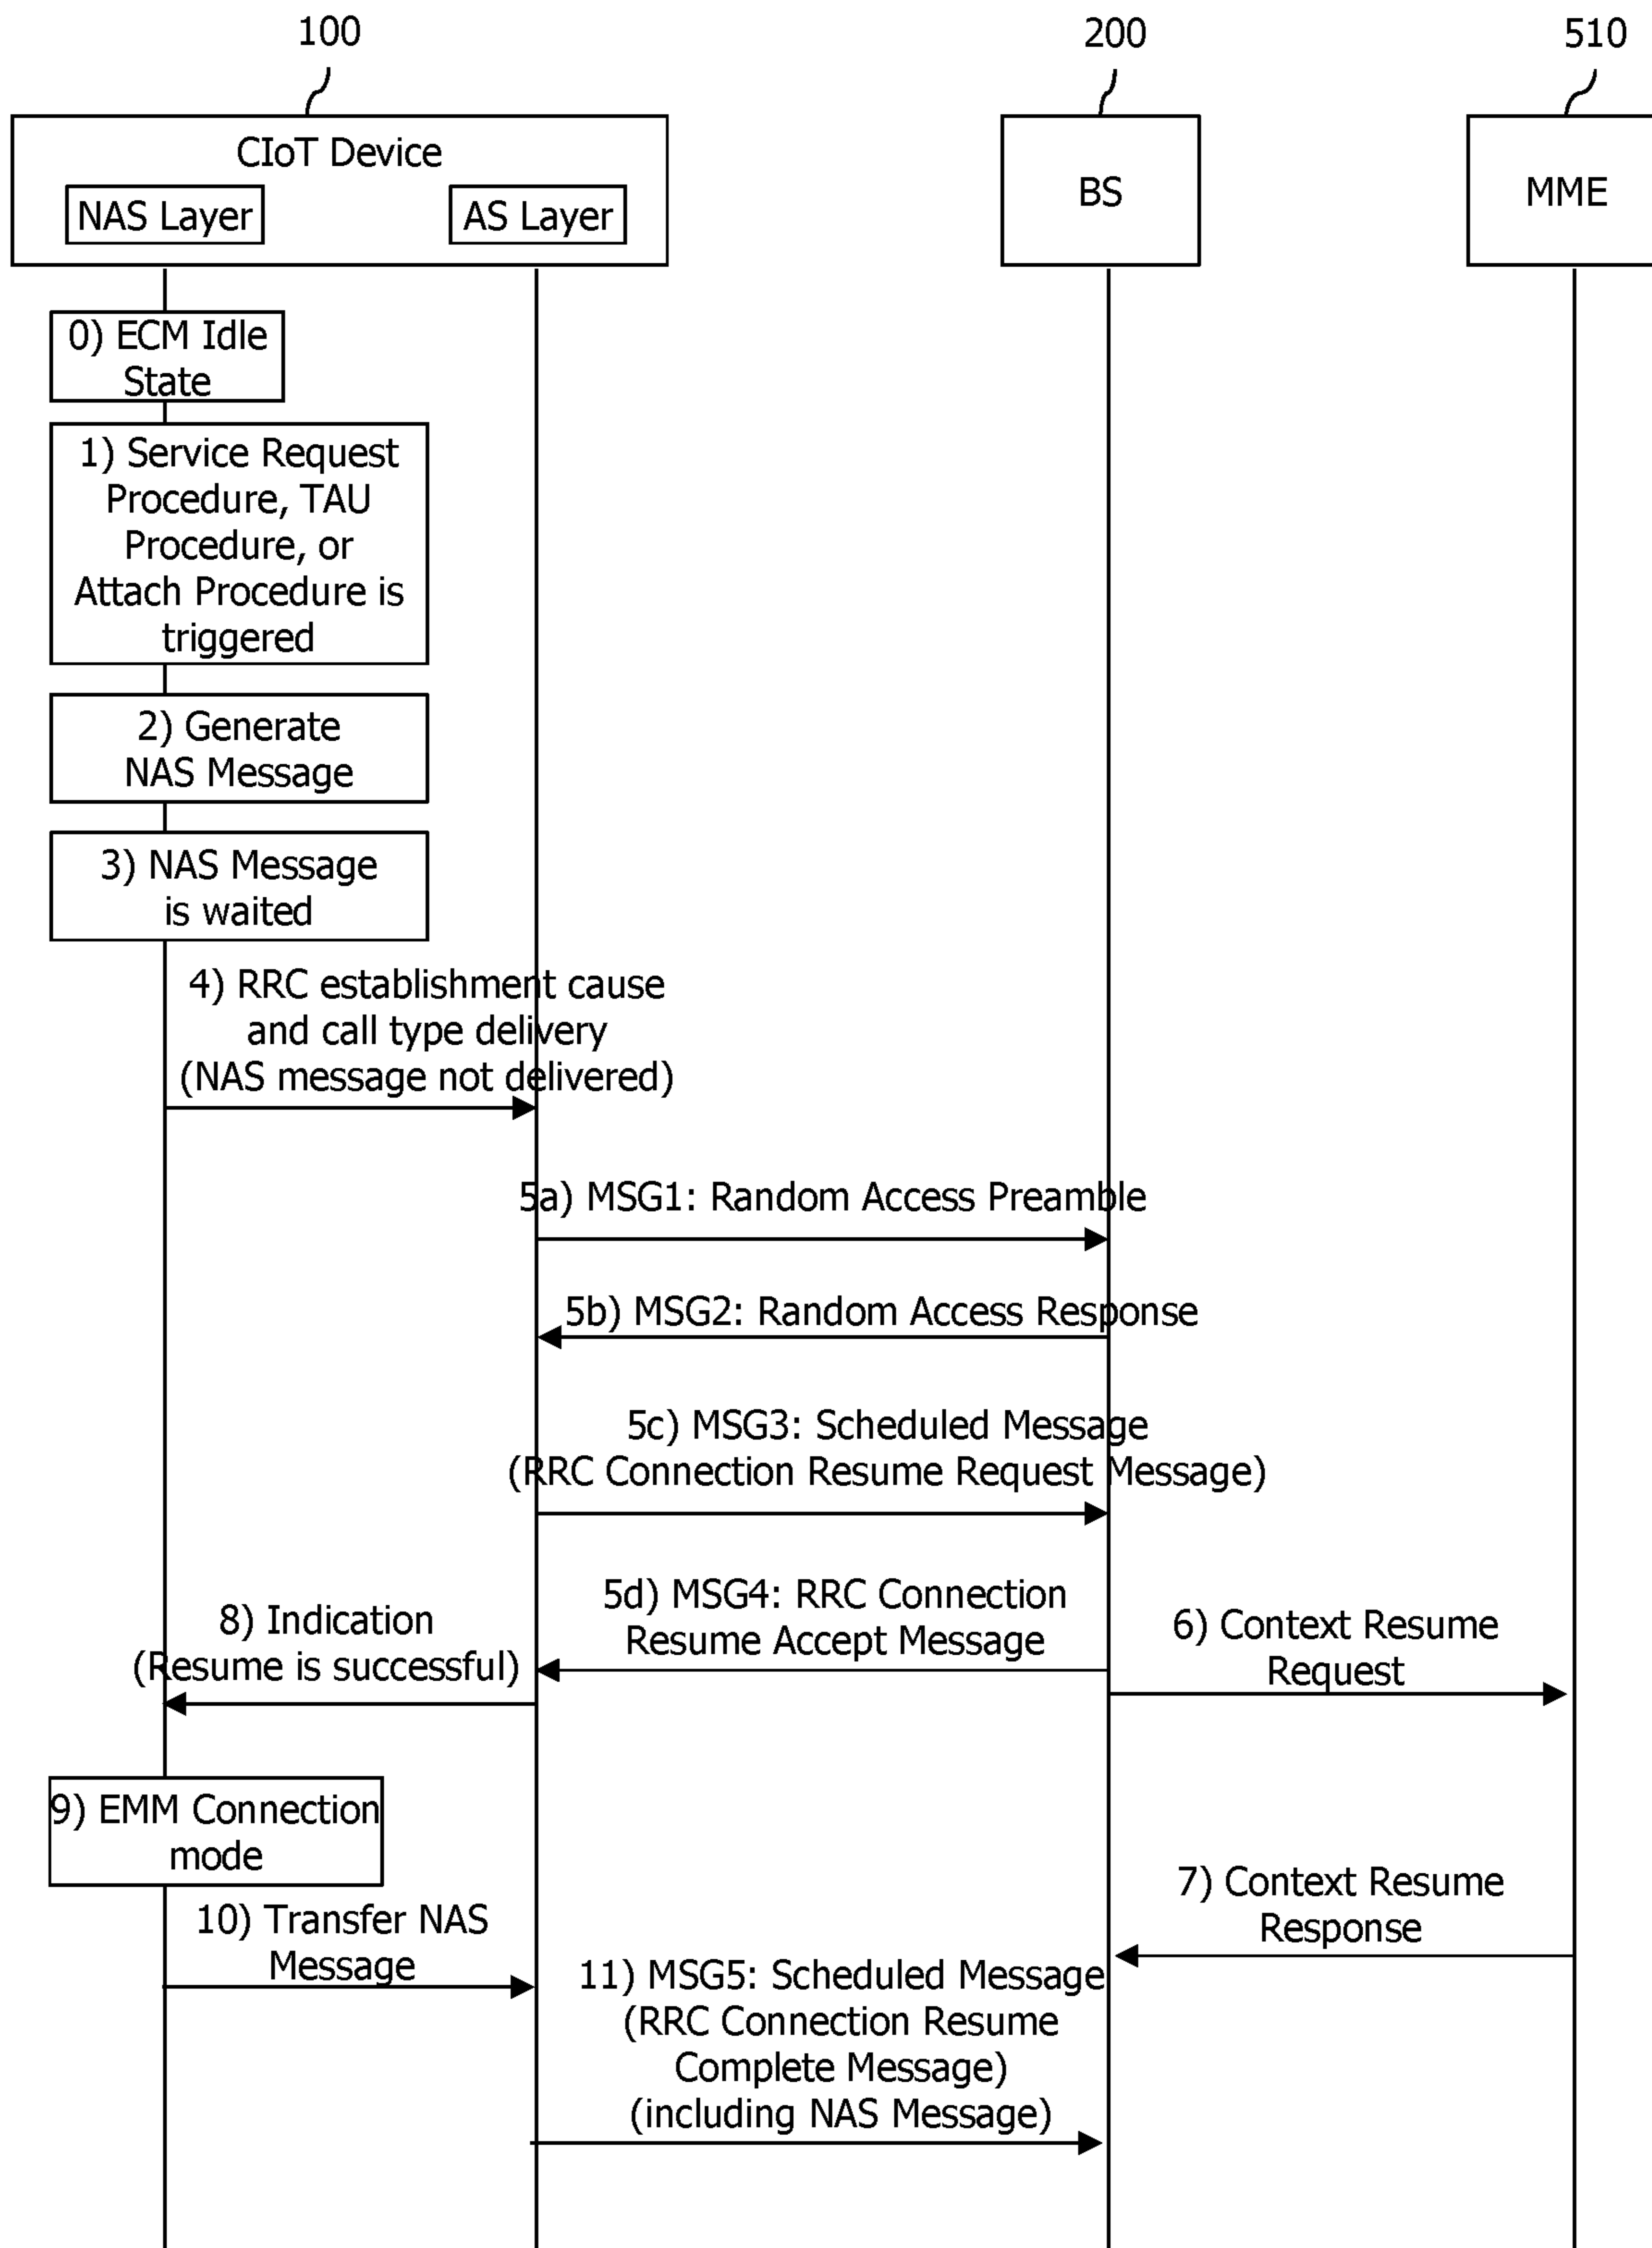 100
200
510
CIoT Device
NAS Layer
AS Layer
BS
MME
0) ECM Idle
State
1) Service Request
Procedure, TAU
Procedure, or
Attach Procedure is
triggered
2) Generate
NAS Message
3) NAS Message
is waited
4) RRC establishment cause
and call type delivery
(NAS message not delivered)
5a) MSG1: Random Access Preamble
5b) MSG2: Random Access Response
5c) MSG3: Scheduled Message
(RRC Connection Resume Request Message)
5d) MSG4: RRC Connection
Resume Accept Message
8) Indication
(Resume is successful)
6) Context Resume
Request
9) EMM Connection
mode
7) Context Resume
Response
10) Transfer NAS
Message
11) MSG5: Scheduled Message
(RRC Connection Resume
Complete Message)
(including NAS Message)